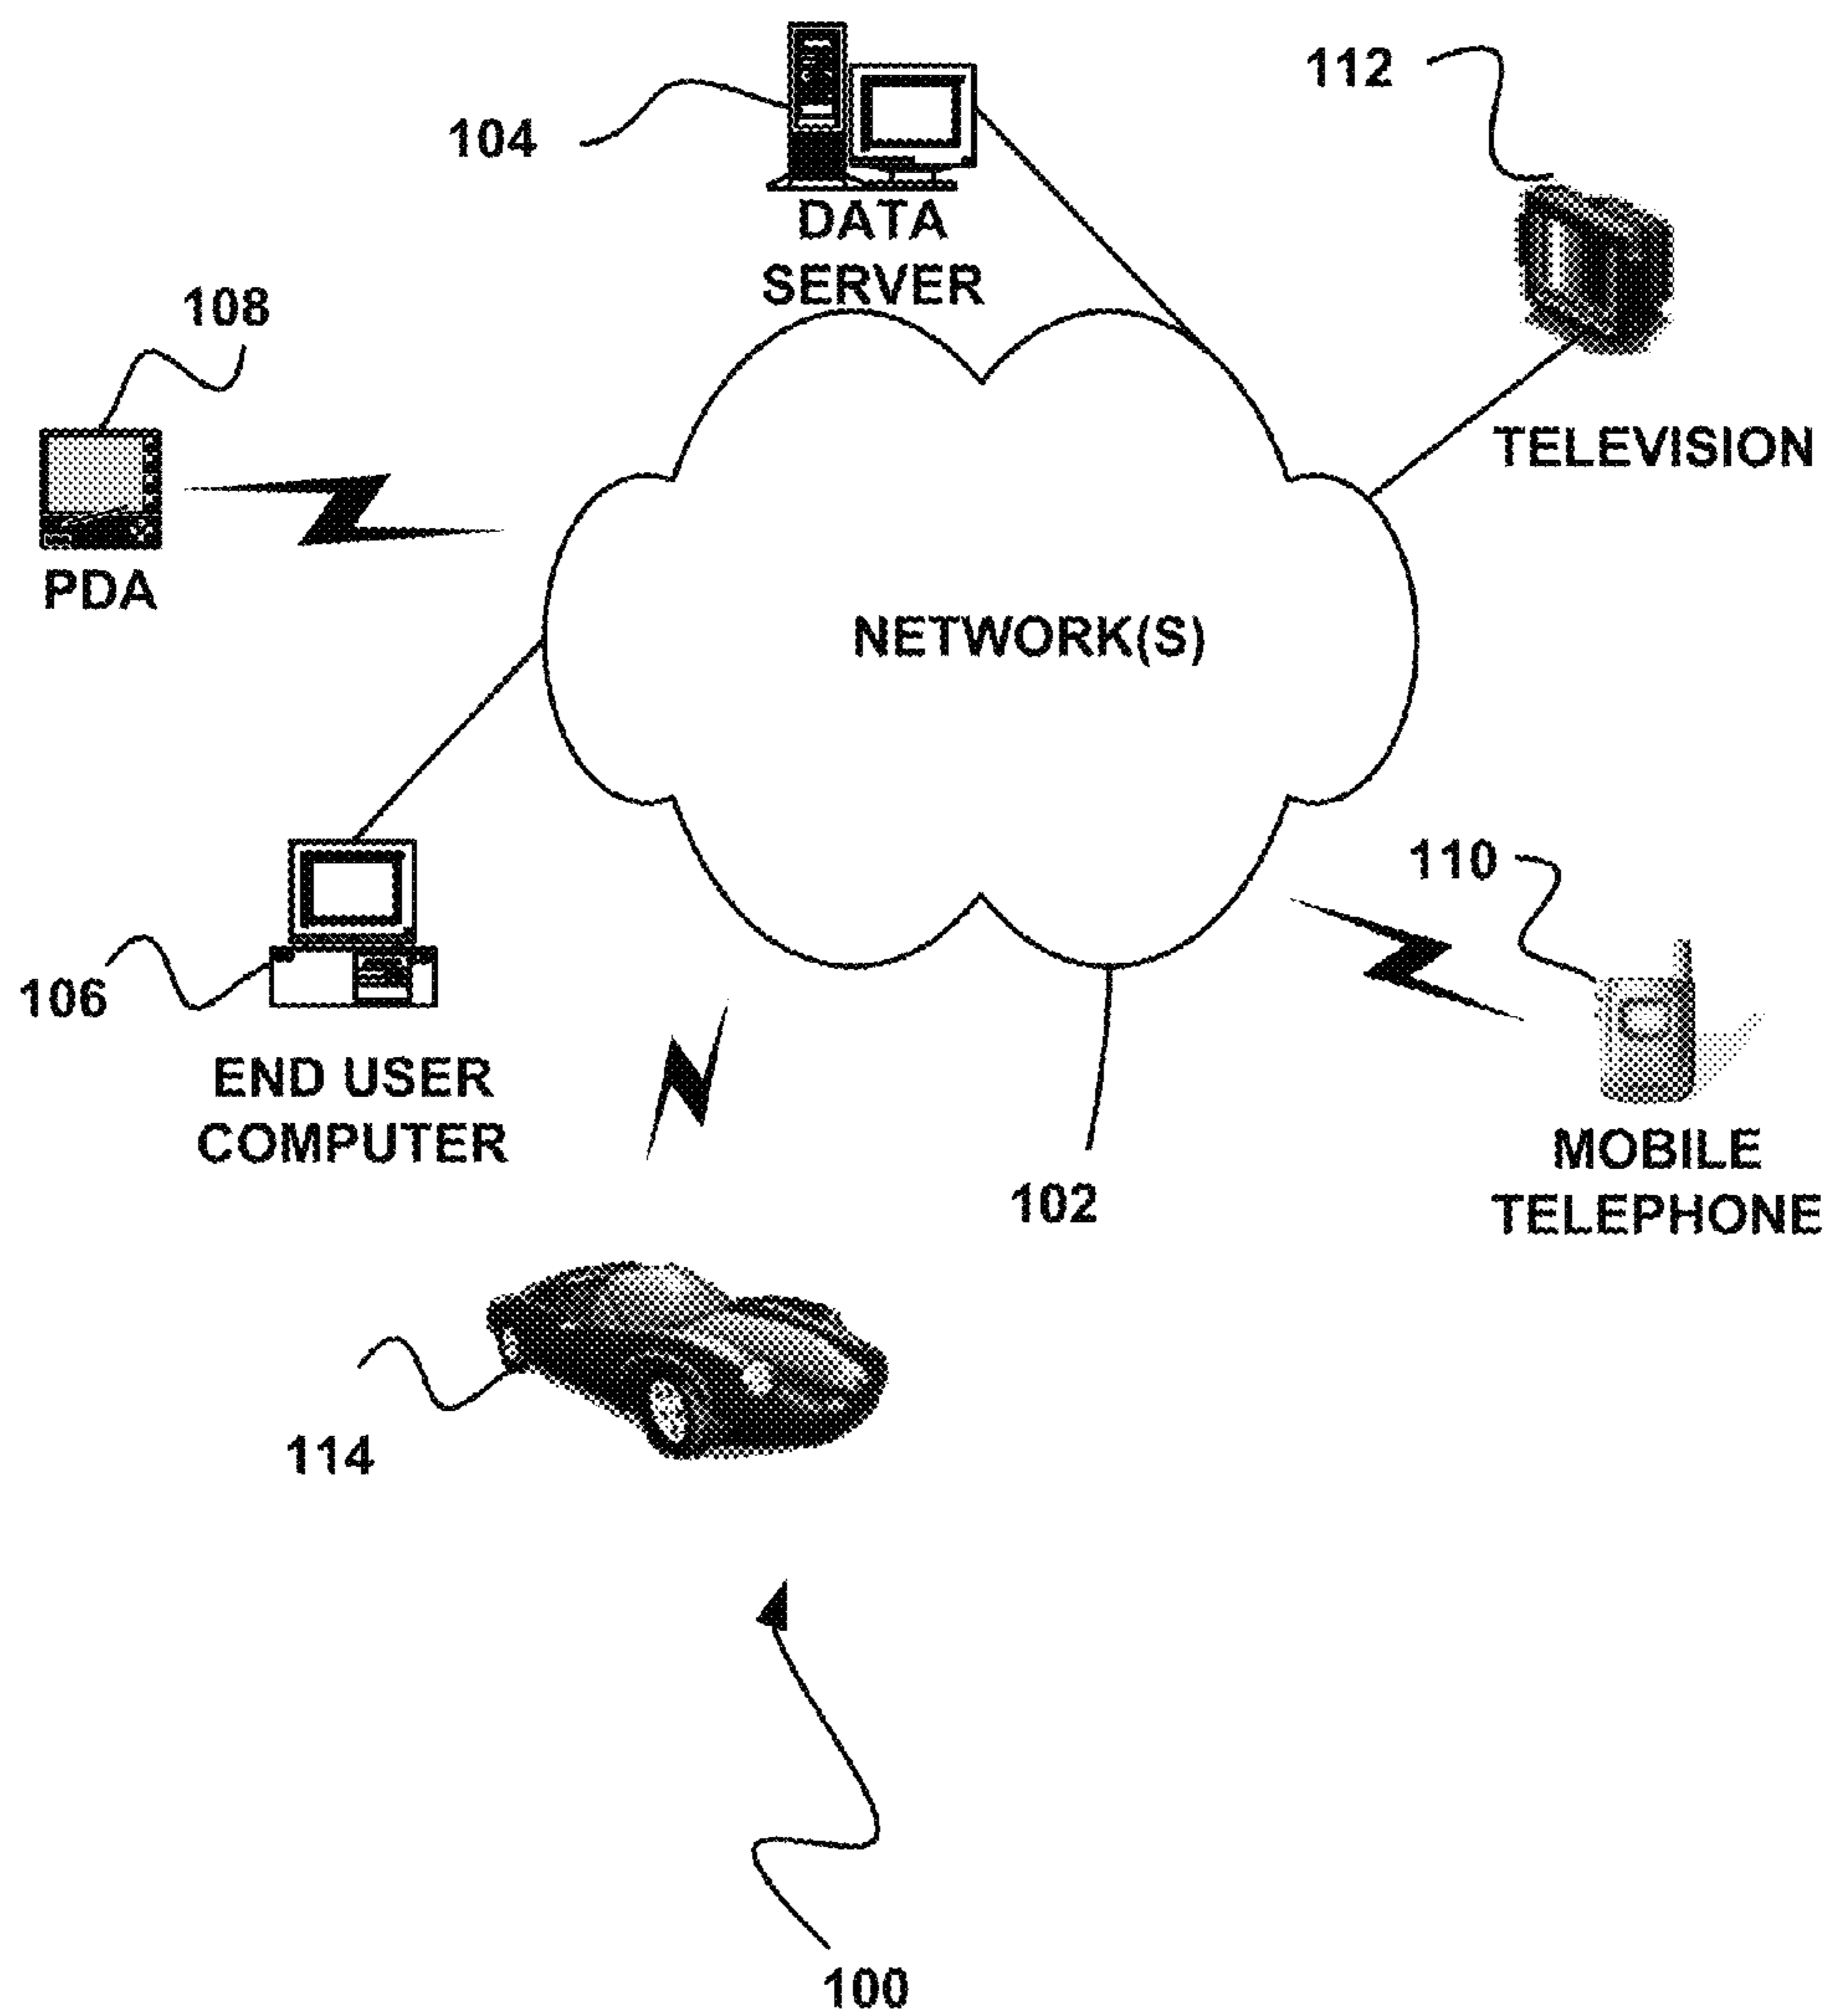 112
104
DATA
SERVER
108
TELEVISION
PDA
NETWORK(S)
110
106
END USER
COMPUTER
MOBILE
TELEPHONE
102
114
100